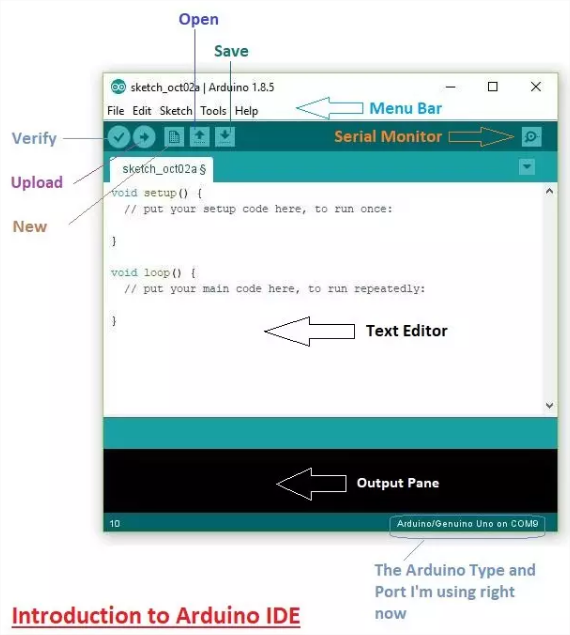 Open
Save
sketch_oct02a | Arduino 1.8.5
File Edit Sketch Tools Help
Menu Bar
Verify
Serial Monitor
Upload
sketch_oct02a §
New
void setup() {
// put your setup code here, to run once:
}
void loop() {
// put your main code here, to run repeatedly:
}
Text Editor
Output Pane
10
Arduino/Genuino Uno on COM9
The Arduino Type and
Port I'm using right
now
Introduction to Arduino IDE